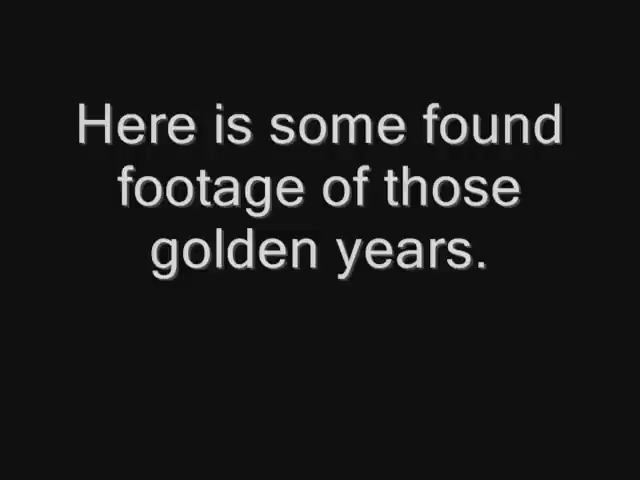 Here is some found
footage of those
golden years.